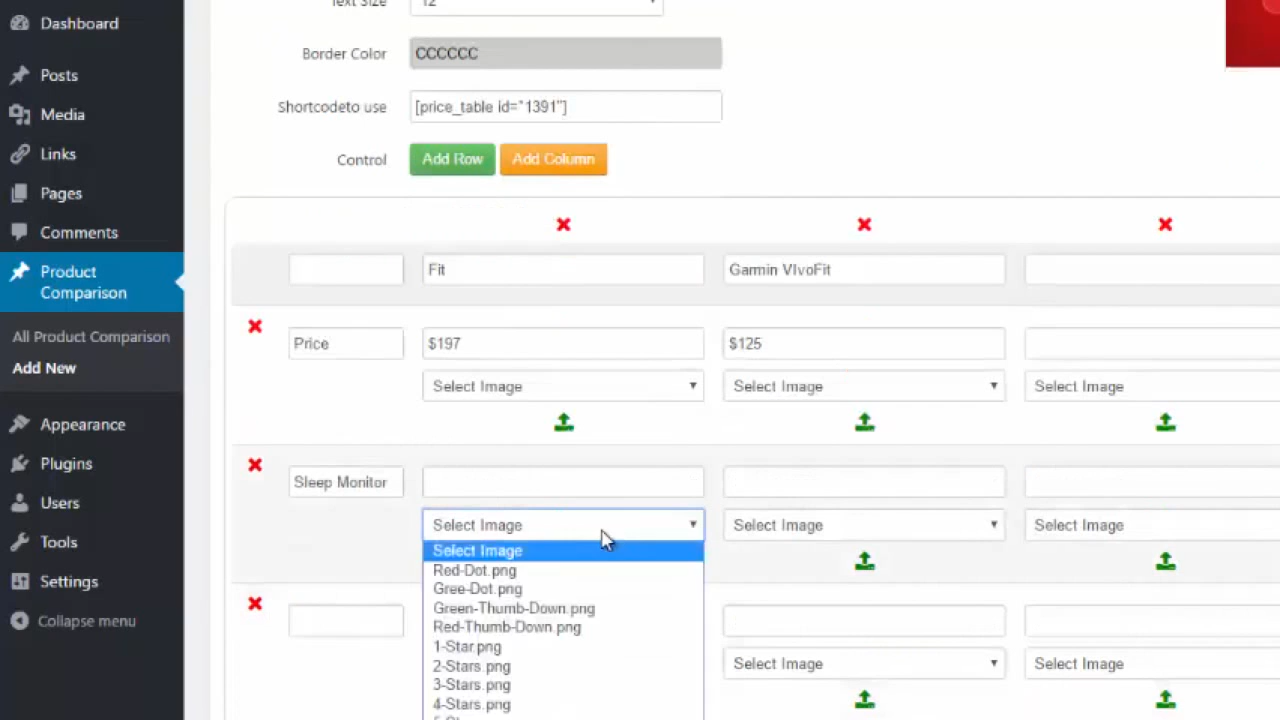 Text Size 12
Dashboard
Border Color CCCCCC
Posts
Shortcodeto use [price_table id="1391"]
Media
Links
Control Add Row Add Column
Pages
Comments
Product
Comparison
Fit Garmin VIvoFit
All Product Comparison
Price $197 $125
Add New
Select Image Select Image Select Image
Appearance
Plugins
Sleep Monitor
Users
Select Image Select Image Select Image
Tools
Select Image
Red-Dot.png
Settings
Gree-Dot.png
Green-Thumb-Down.png
Collapse menu
Red-Thumb-Down.png
1-Star.png
2-Stars.png
Select Image Select Image
3-Stars.png
4-Stars.png